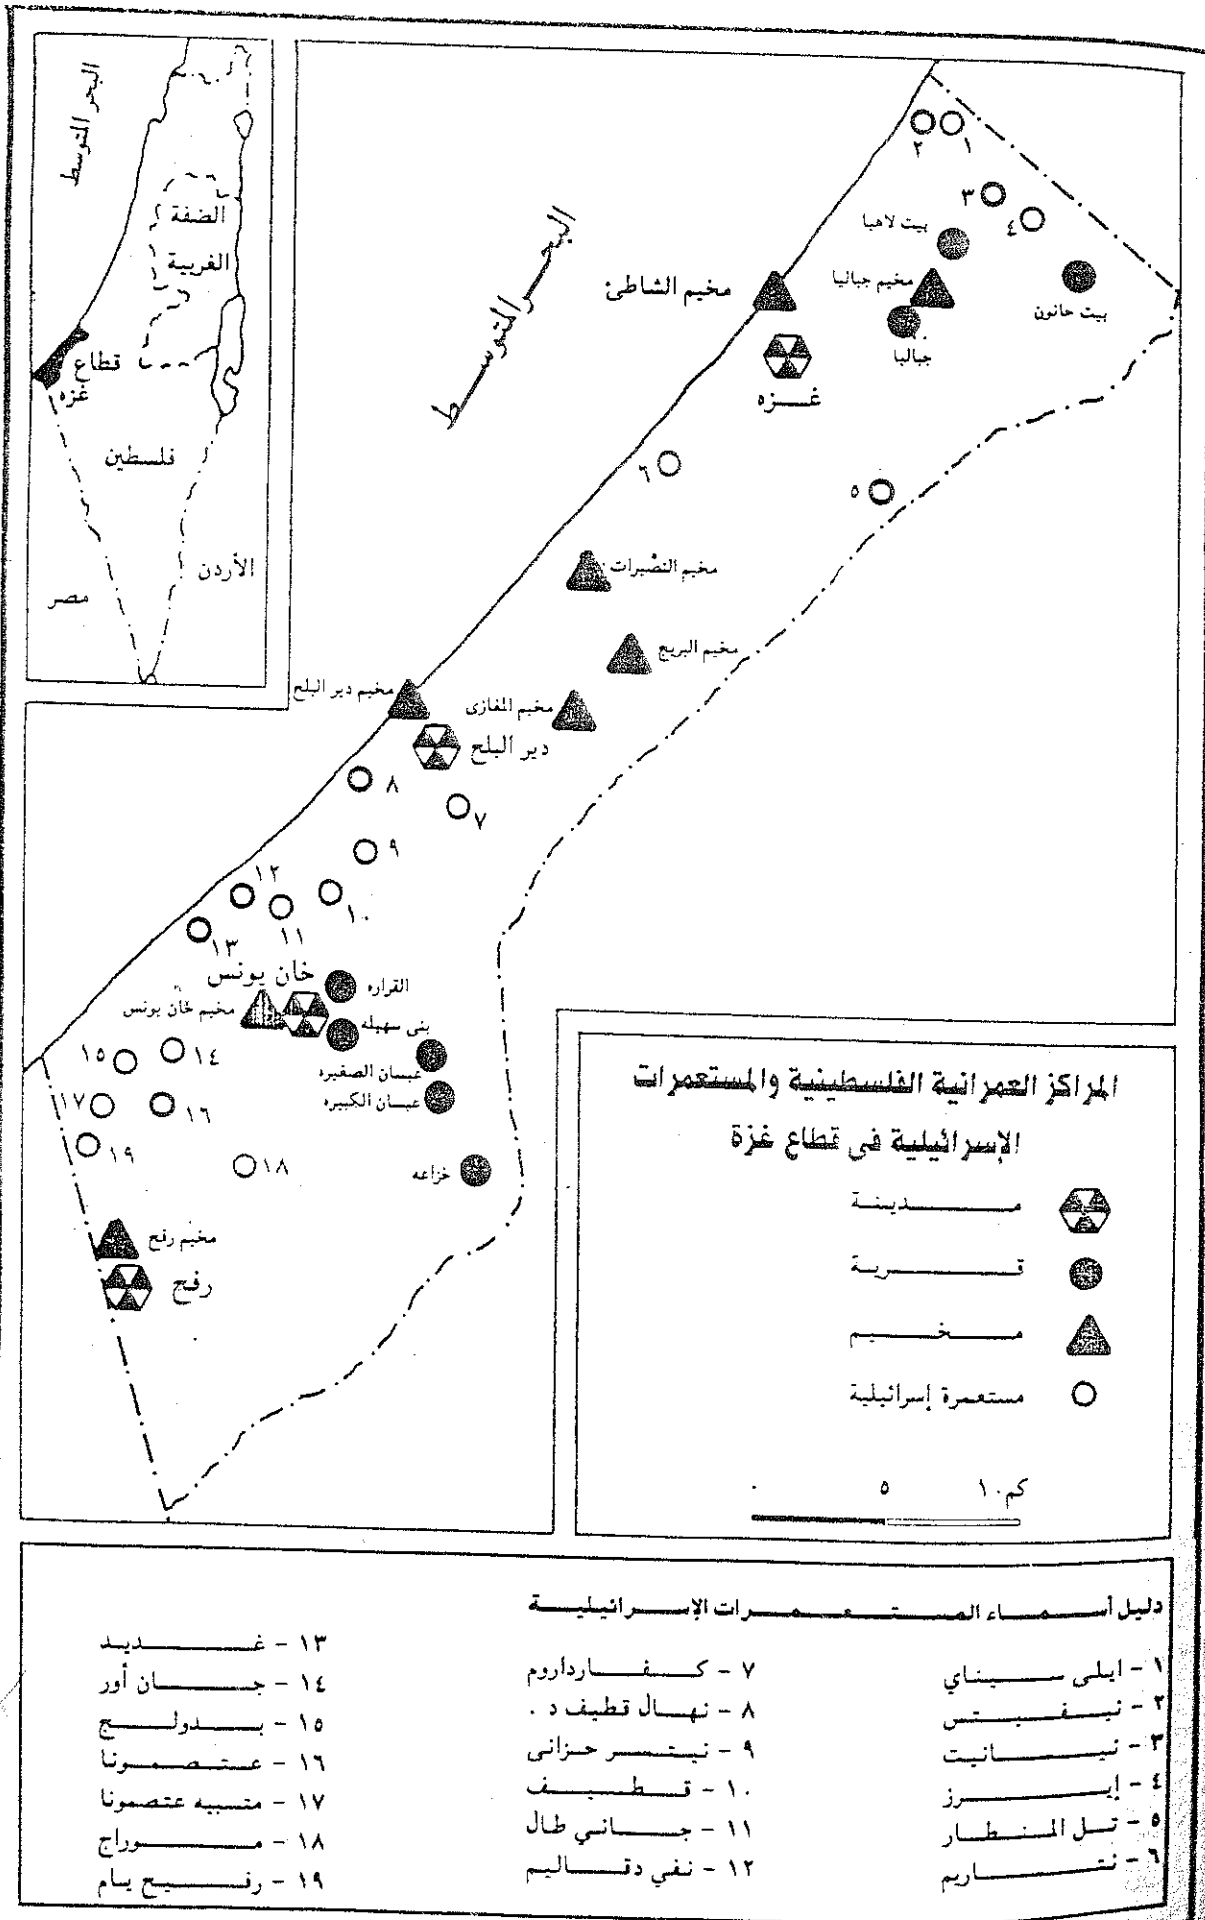 البحر المتوسط
الضفة
الغربية
قطاع
غزه
فلسطين
الأردن
مصر
البحر المتوسط
١
٢
٣
٤
بيت لاهيا
مخيم جباليا
بيت حانون
جباليا
مخيم الشاطئ
غزه
٥
٦
مخيم النصيرات
مخيم البريج
مخيم المغازى
مخيم دير البلح
دير البلح
٨
٧
٩
١٠
١٢
١١
١٣
خان يونس
القراره
مخيم خان يونس
بنى سهيله
عبسان الصغيره
عبسان الكبيره
١٥
١٤
١٧
١٦
١٩
١٨
خزاعه
مخيم رفح
رفح
المراكز العمرانية الفلسطينية والمستعمرات
الإسرائيلية فى قطاع غزة
مدينة
قرية
مخيم
مستعمرة إسرائيلية
٠ ٥ ١٠ كم
دليل أسماء المستعمرات الإسرائيلية
١ - ايلى سيناي
٢ - نيفيتس
٣ - نيسانيت
٤ - إيرز
٥ - تل المنطار
٦ - نتاريم
٧ - كفارداروم
٨ - نهال قطيف د .
٩ - نيتسر حزانى
١٠ - قطيف
١١ - جاني طال
١٢ - نفي دقاليم
١٣ - غديد
١٤ - جان أور
١٥ - بدولج
١٦ - عتصمونا
١٧ - متسبيه عتصمونا
١٨ - موراج
١٩ - رفيح يام